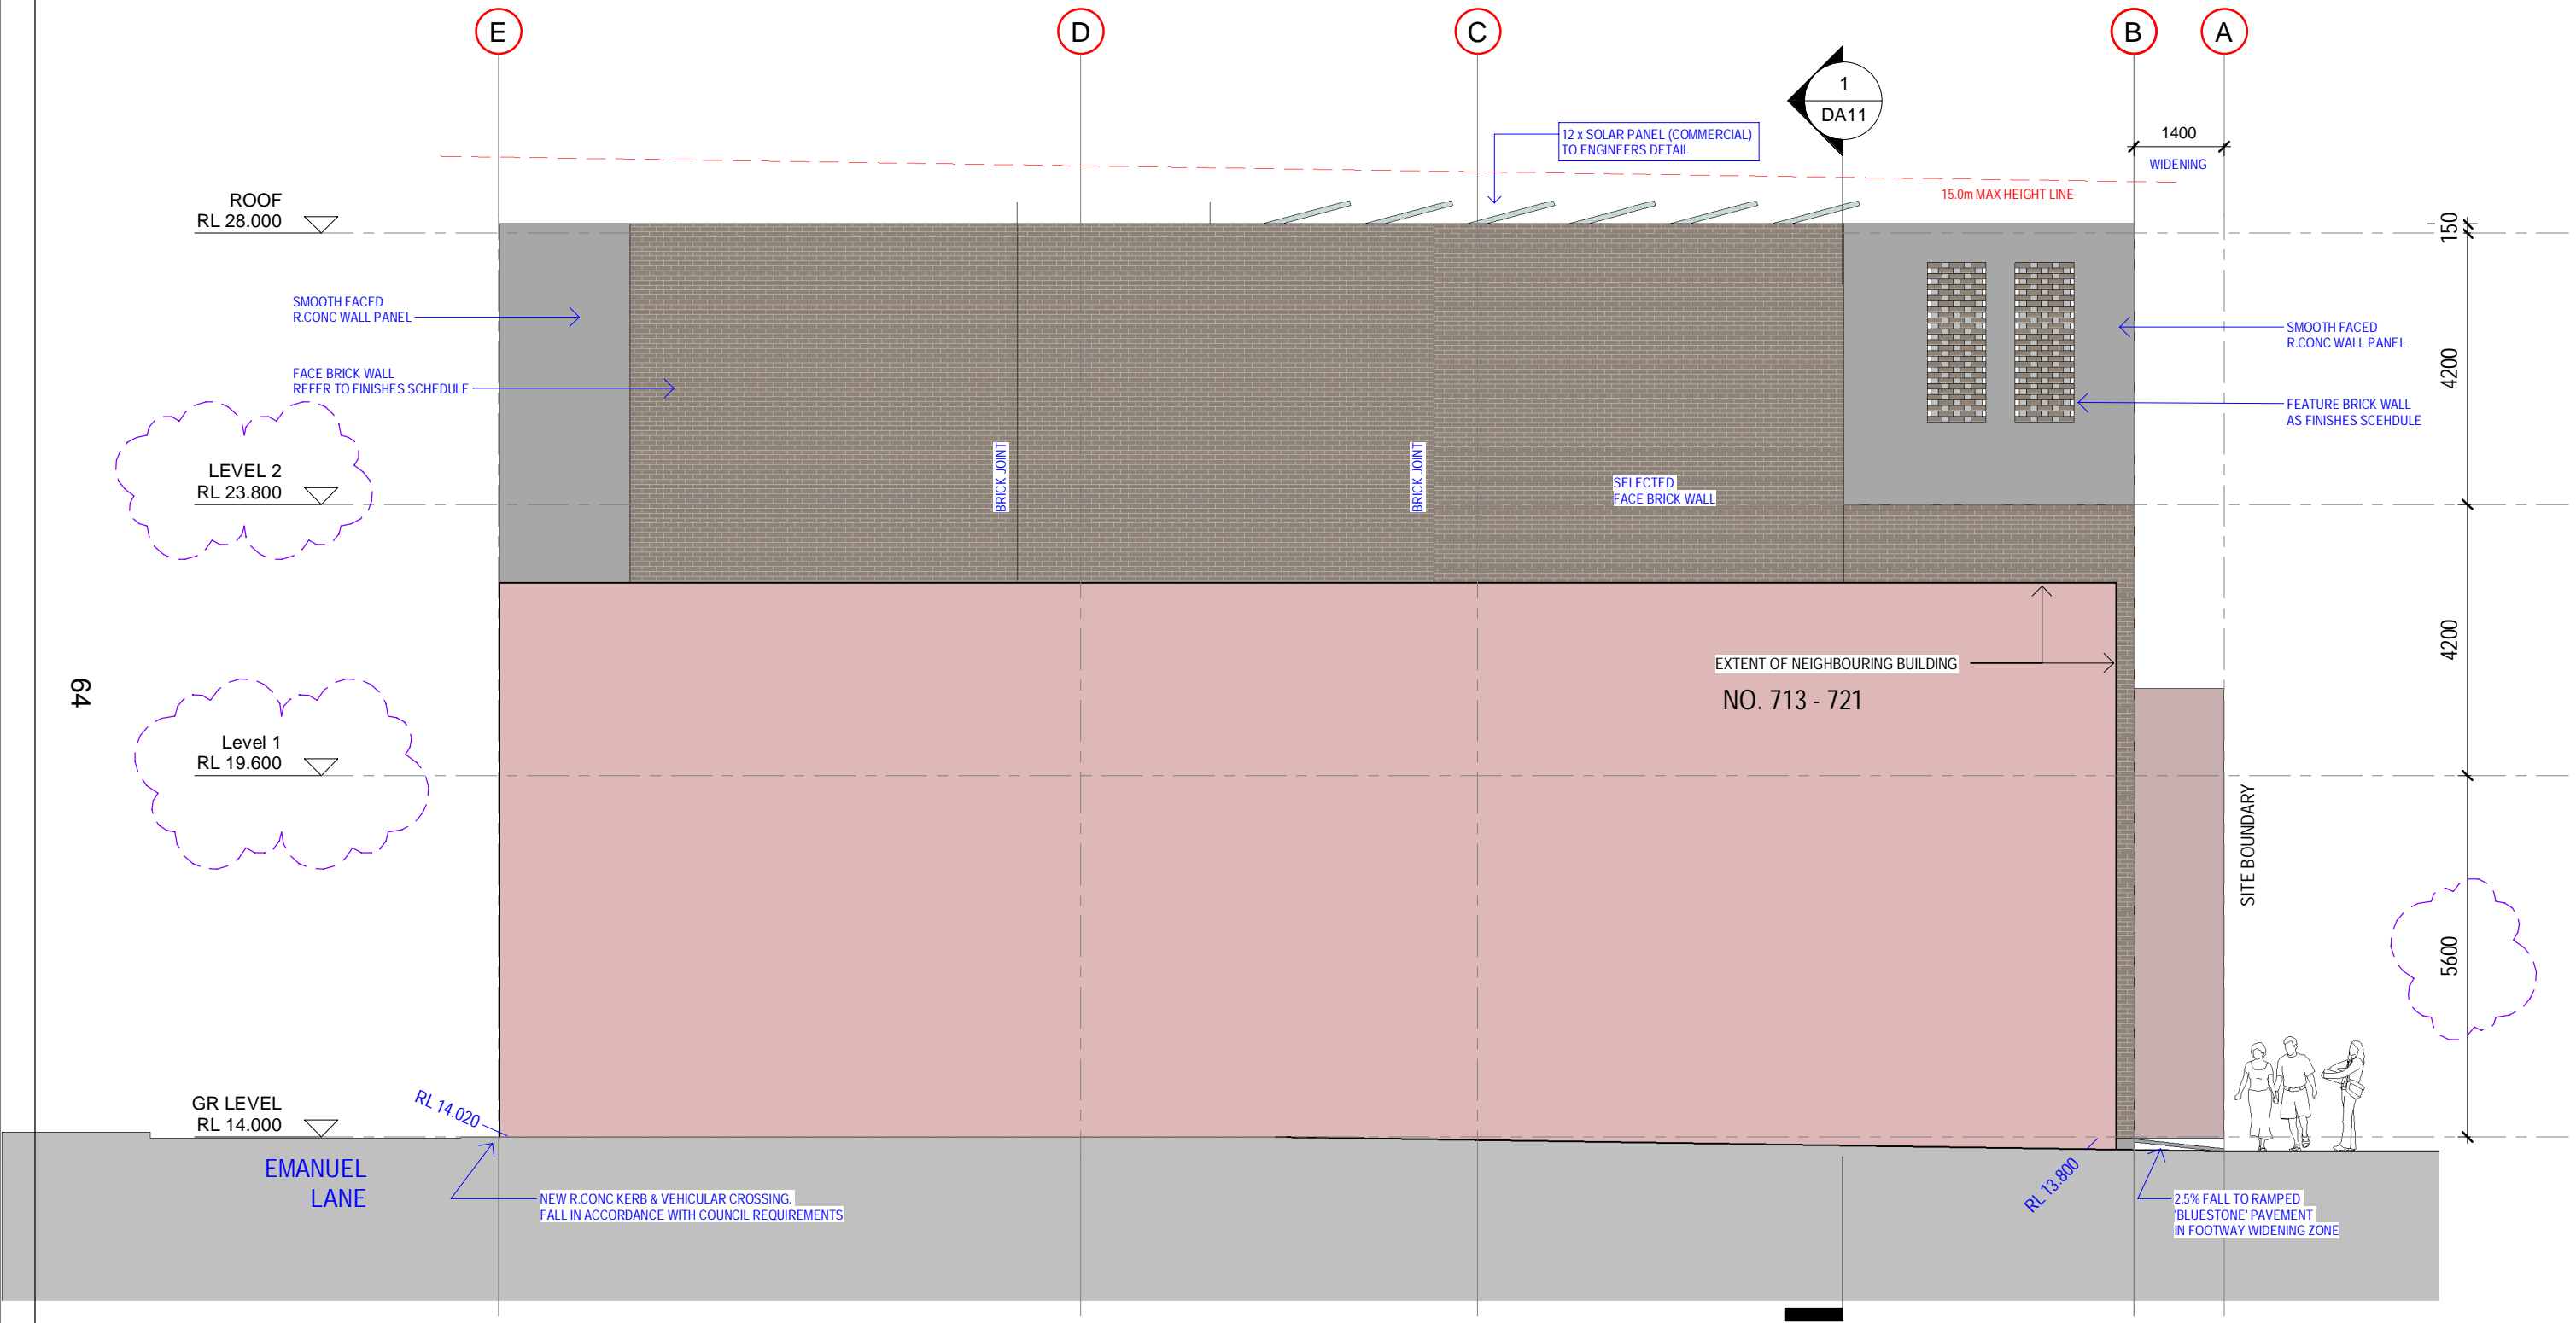 E
D
C
B
A
1
DA11
12 x SOLAR PANEL (COMMERCIAL)
TO ENGINEERS DETAIL
1400
WIDENING
15.0m MAX HEIGHT LINE
ROOF
RL 28.000
150
SMOOTH FACED
R.CONC WALL PANEL
SMOOTH FACED
R.CONC WALL PANEL
FACE BRICK WALL
REFER TO FINISHES SCHEDULE
4200
FEATURE BRICK WALL
AS FINISHES SCEHDULE
LEVEL 2
RL 23.800
BRICK JOINT
BRICK JOINT
SELECTED
FACE BRICK WALL
4200
EXTENT OF NEIGHBOURING BUILDING
NO. 713 - 721
64
Level 1
RL 19.600
SITE BOUNDARY
5600
GR LEVEL
RL 14.000
RL 14.020
EMANUEL
LANE
NEW R.CONC KERB & VEHICULAR CROSSING.
FALL IN ACCORDANCE WITH COUNCIL REQUIREMENTS
RL 13.800
2.5% FALL TO RAMPED
'BLUESTONE' PAVEMENT
IN FOOTWAY WIDENING ZONE